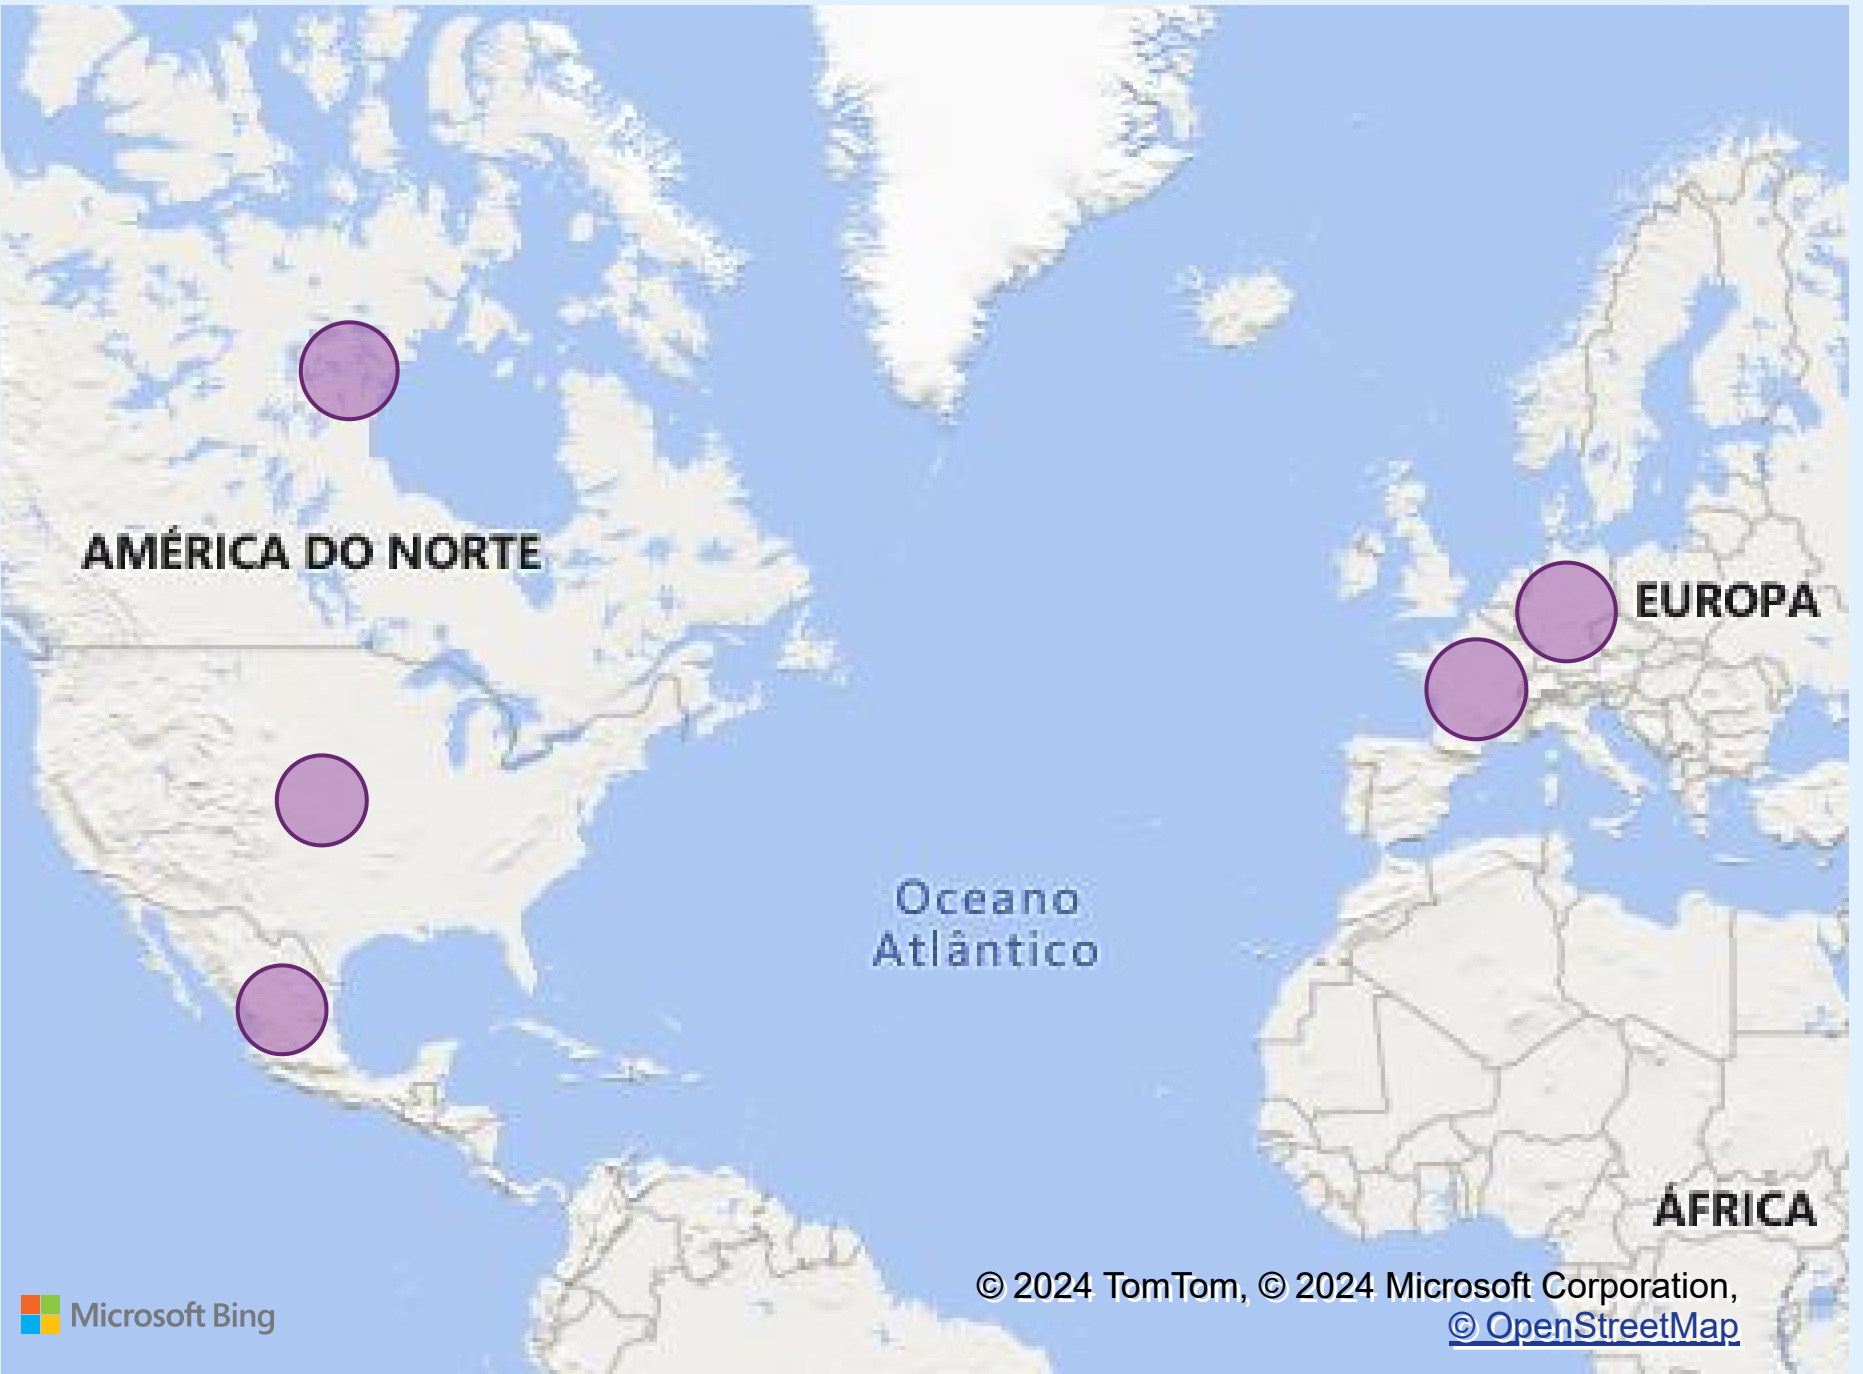 AMÉRICA DO NORTE
EUROPA
Oceano
Atlântico
ÁFRICA
© 2024 TomTom, © 2024 Microsoft Corporation,
© OpenStreetMap
Microsoft Bing